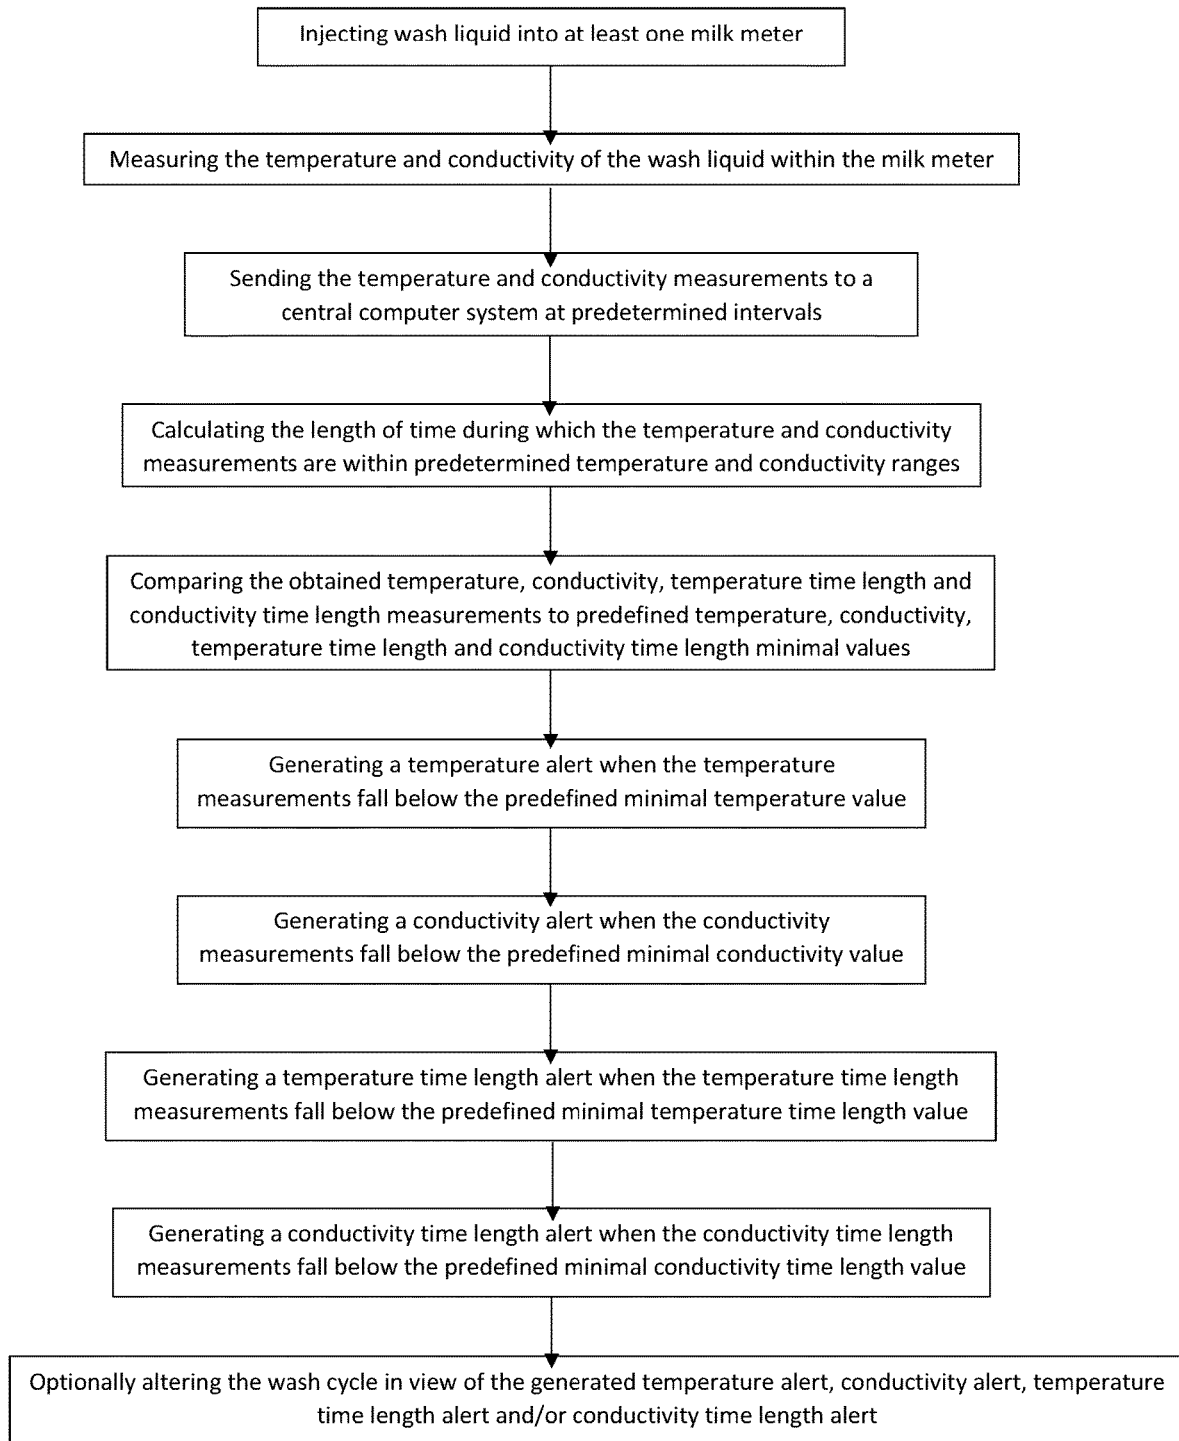 Injecting wash liquid into at least one milk meter
Measuring the temperature and conductivity of the wash liquid within the milk meter
Sending the temperature and conductivity measurements to a
central computer system at predetermined intervals
Calculating the length of time during which the temperature and conductivity
measurements are within predetermined temperature and conductivity ranges
Comparing the obtained temperature, conductivity, temperature time length and
conductivity time length measurements to predefined temperature, conductivity,
temperature time length and conductivity time length minimal values
Generating a temperature alert when the temperature
measurements fall below the predefined minimal temperature value
Generating a conductivity alert when the conductivity
measurements fall below the predefined minimal conductivity value
Generating a temperature time length alert when the temperature time length
measurements fall below the predefined minimal temperature time length value
Generating a conductivity time length alert when the conductivity time length
measurements fall below the predefined minimal conductivity time length value
Optionally altering the wash cycle in view of the generated temperature alert, conductivity alert, temperature
time length alert and/or conductivity time length alert